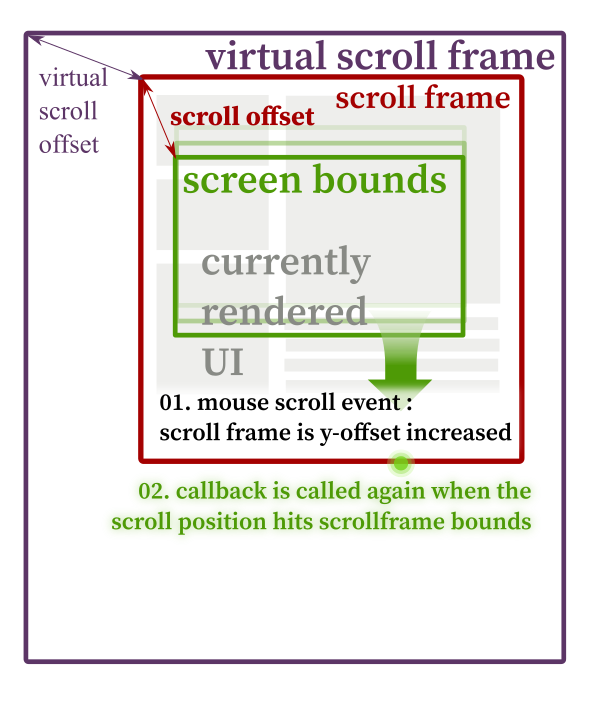 virtual scroll frame
virtual
scroll
offset
scroll frame
scroll offset
screen bounds
currently
rendered
UI
01. mouse scroll event :
scroll frame is y-offset increased
02. callback is called again when the
scroll position hits scrollframe bounds